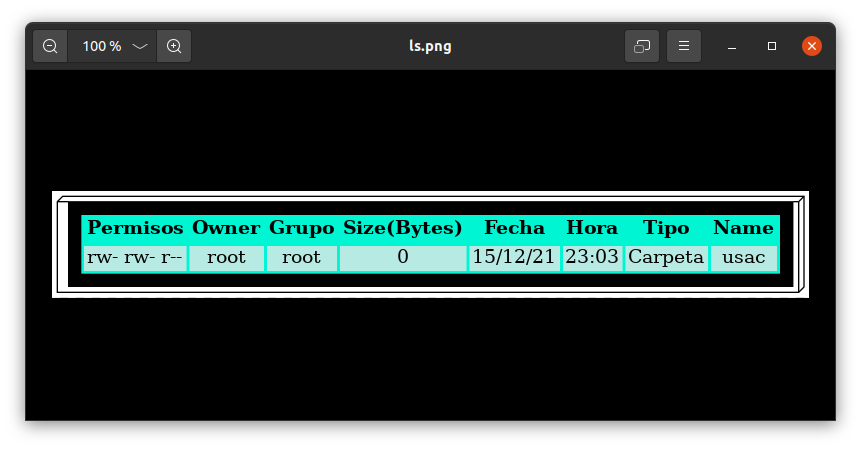 100 %
ls.png
Permisos Owner Grupo Size(Bytes) Fecha Hora Tipo Name
rw- rw- r-- root root 0 15/12/21 23:03 Carpeta usac